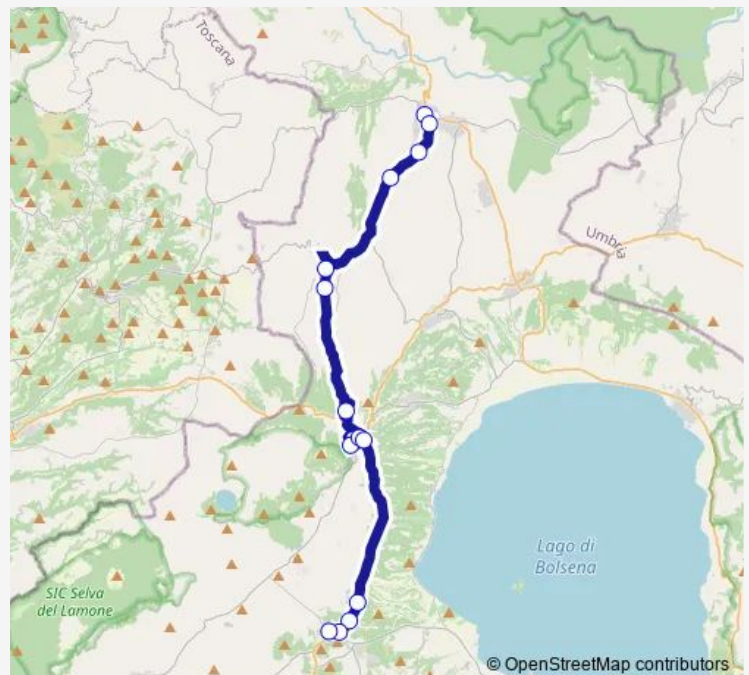 Toscana
Umbria
Lago di
Bolsena
SIC Selva
del Lamone
© OpenStreetMap contributors